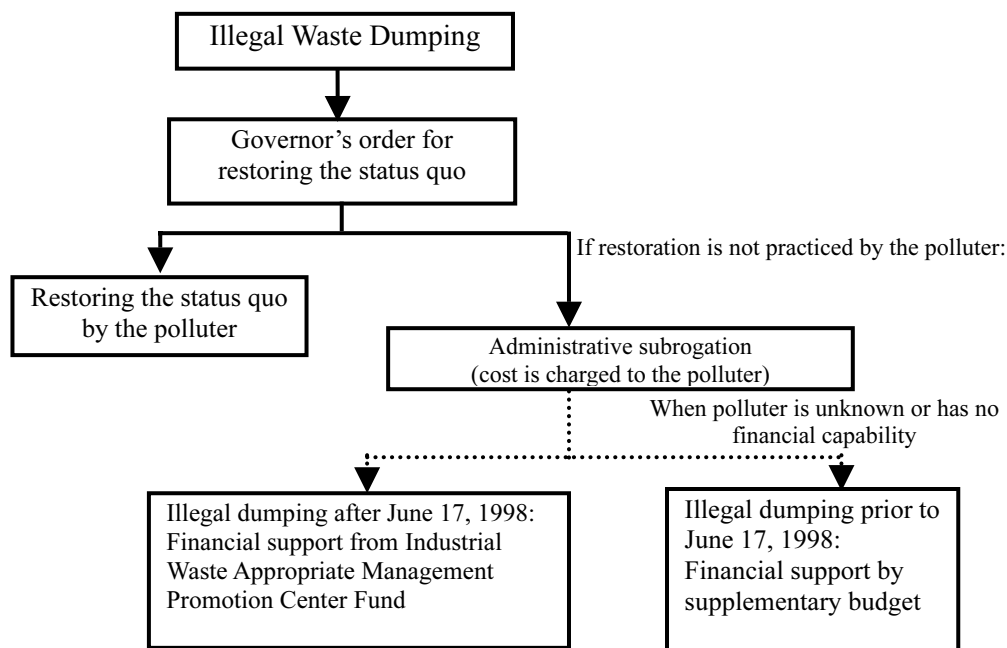 Illegal Waste Dumping
Governor’s order for
restoring the status quo
If restoration is not practiced by the polluter:
Restoring the status quo
by the polluter
Administrative subrogation
(cost is charged to the polluter)
When polluter is unknown or has no
financial capability
Illegal dumping after June 17, 1998:
Financial support from Industrial
Waste Appropriate Management
Promotion Center Fund
Illegal dumping prior to
June 17, 1998:
Financial support by
supplementary budget